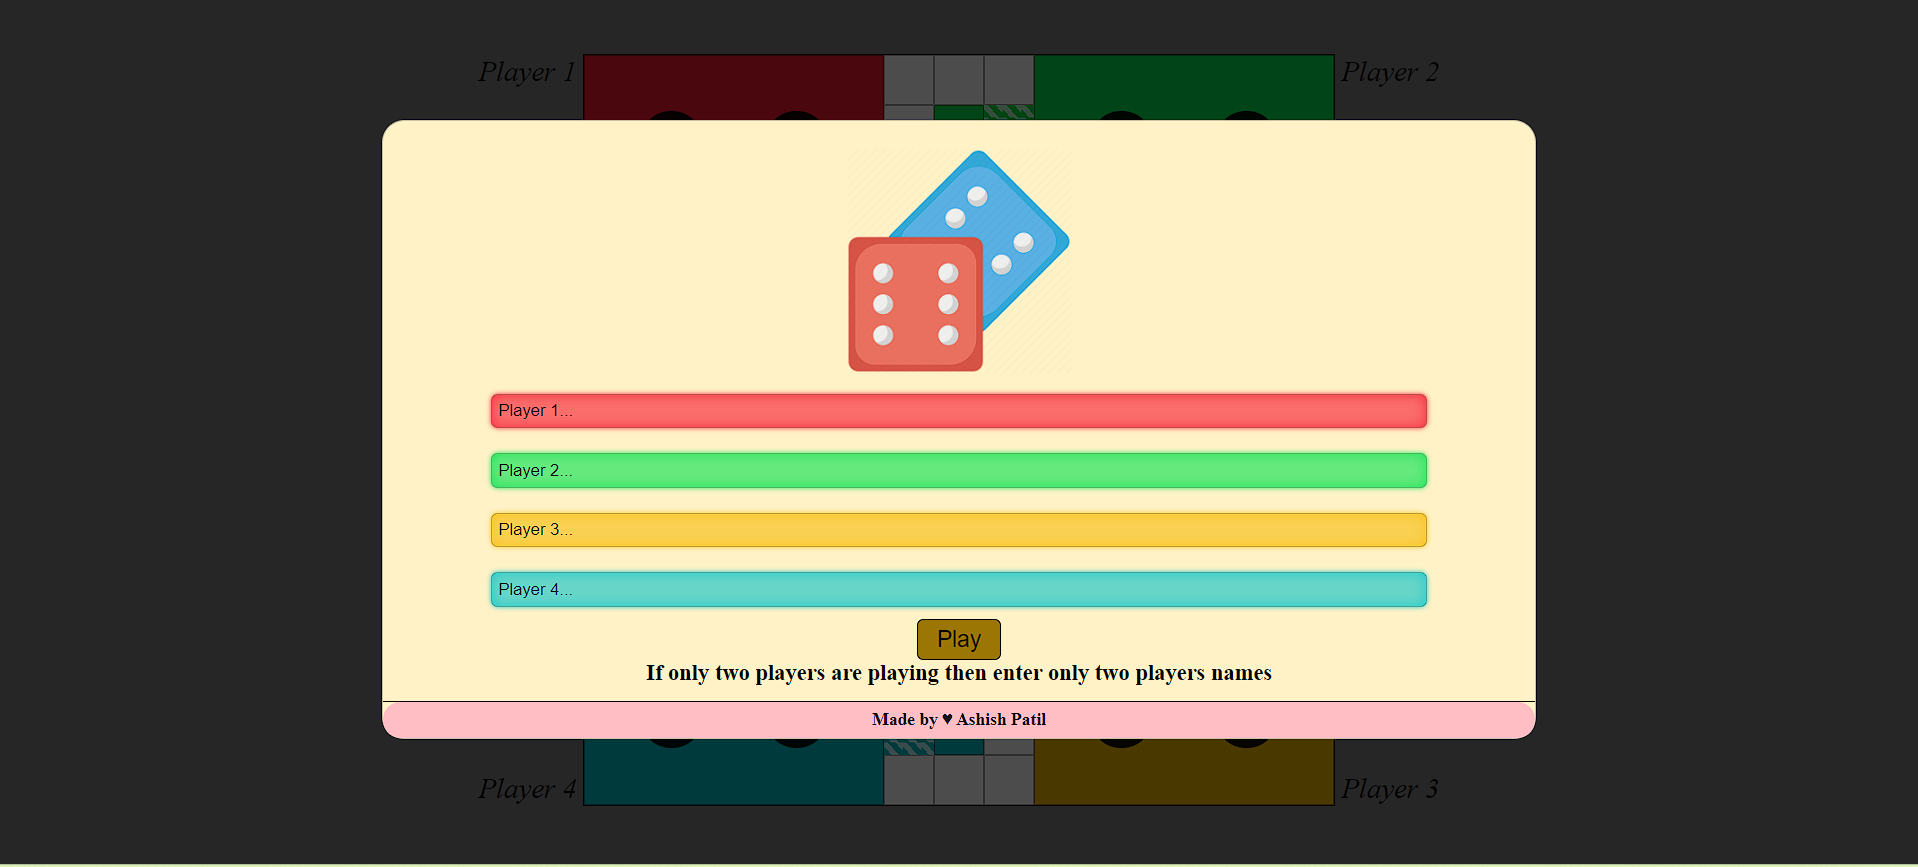 Player 1
Player 2
Player 1...
Player 2...
Player 3...
Player 4...
Play
If only two players are playing then enter only two players names
Made by ♥ Ashish Patil
Player 4
Player 3